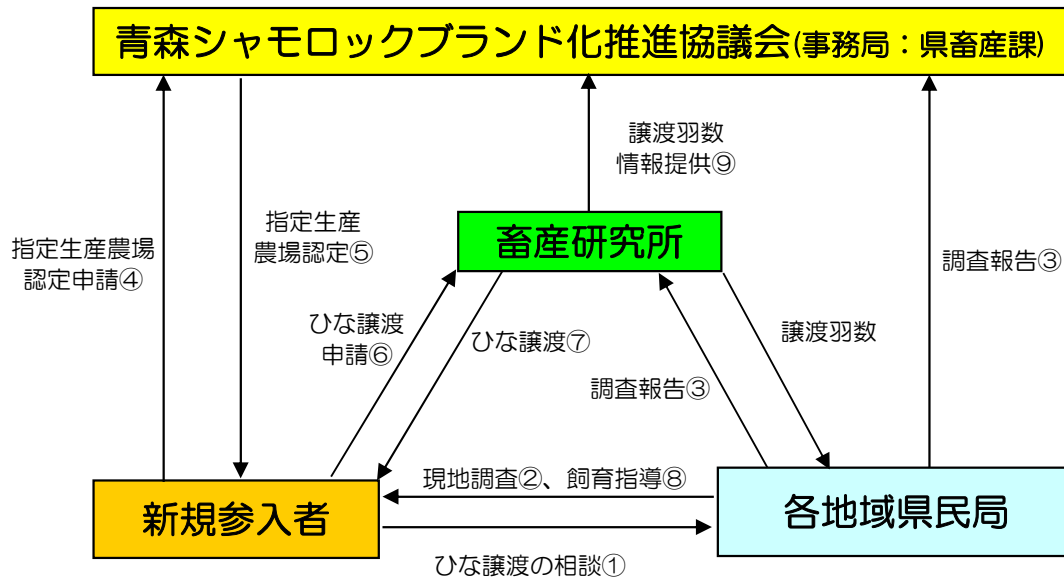 青森シャモロックブランド化推進協議会(事務局：県畜産課)
譲渡羽数
情報提供⑨
指定生産農場
認定申請④
指定生産
農場認定⑤
畜産研究所
調査報告③
ひな譲渡
申請⑥
ひな譲渡⑦
譲渡羽数
調査報告③
現地調査②、飼育指導⑧
新規参入者
各地域県民局
ひな譲渡の相談①